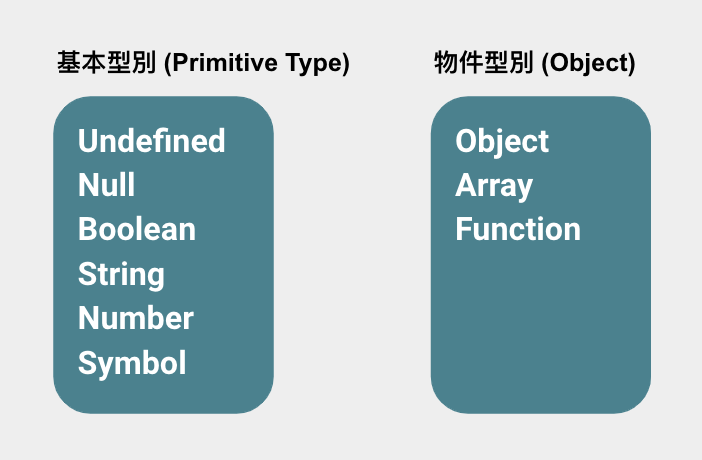 基本型別 (Primitive Type)
Undefined
Null
Boolean
String
Number
Symbol
物件型別 (Object)
Object
Array
Function